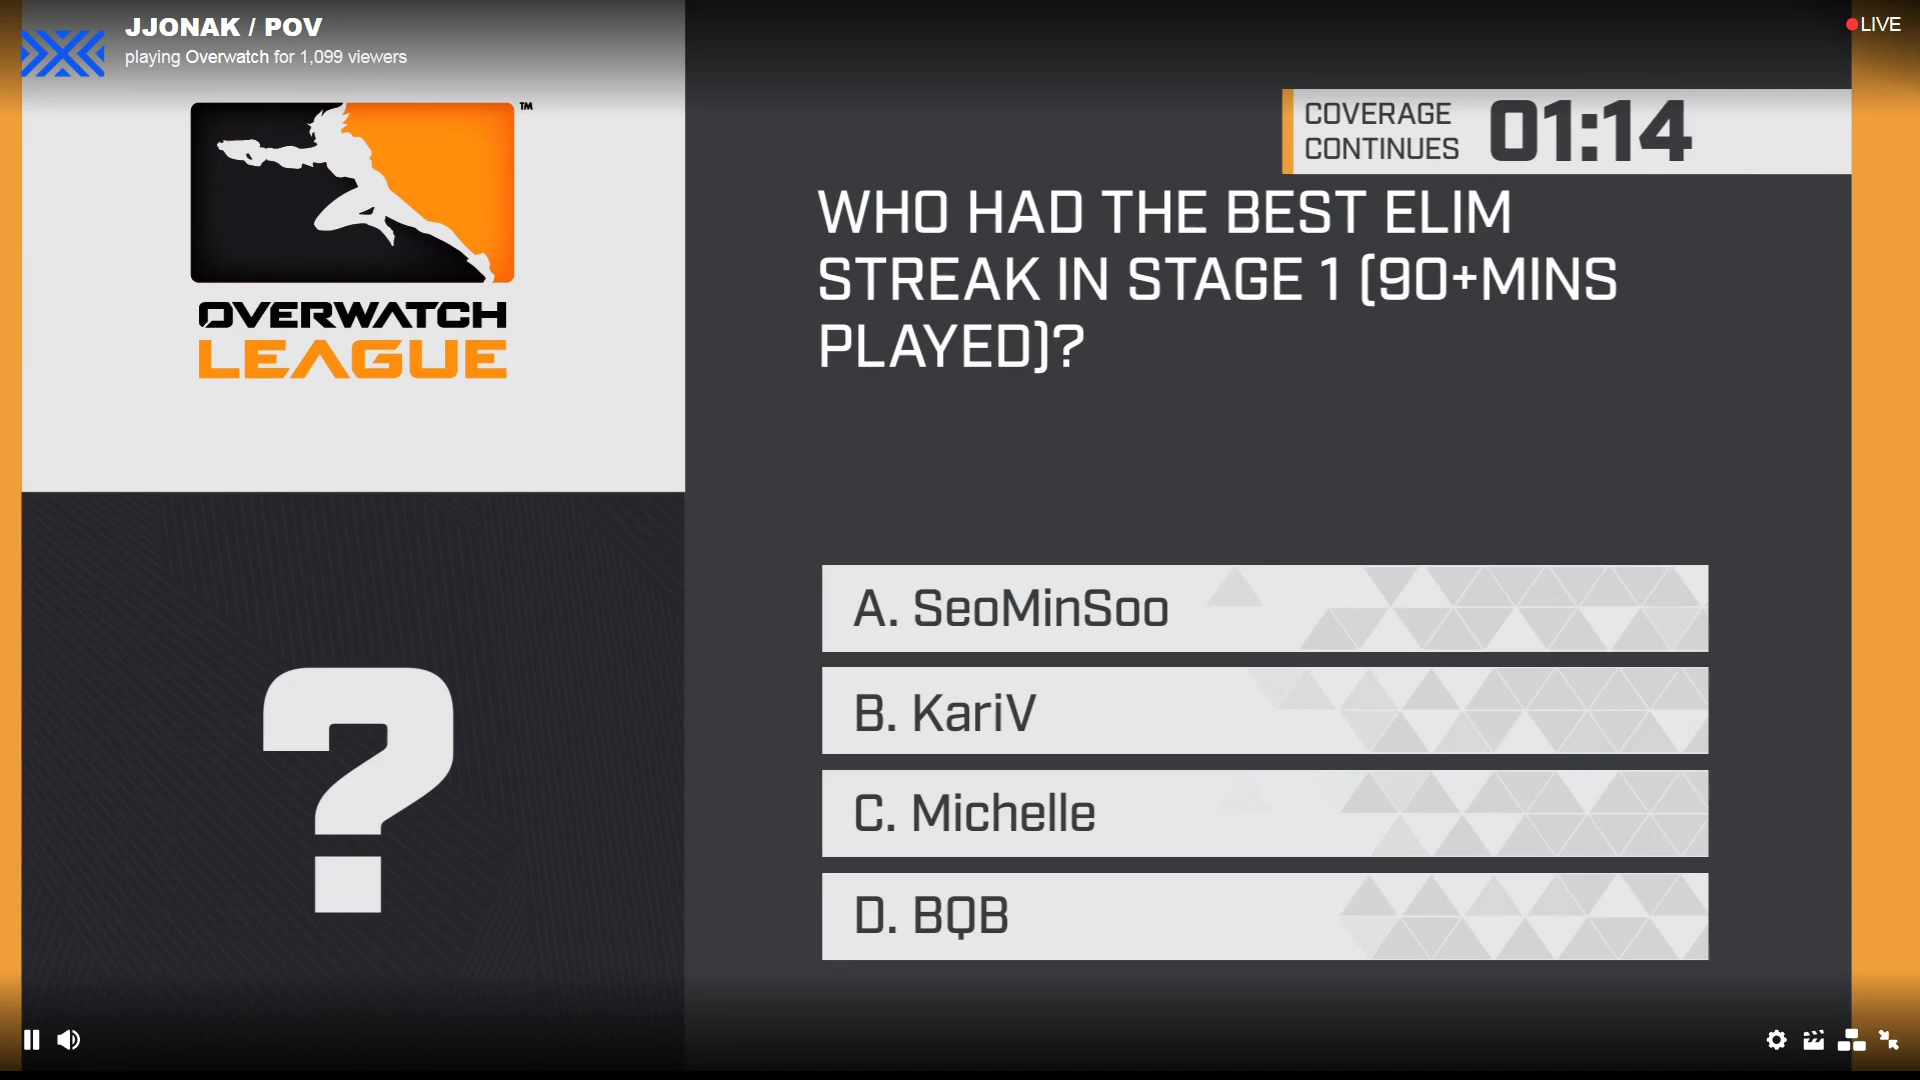 JJONAK / POV
playing Overwatch for 1,099 viewers
LIVE
TM
OVERWATCH
LEAGUE
COVERAGE
CONTINUES
01:14
WHO HAD THE BEST ELIM
STREAK IN STAGE 1 (90+MINS
PLAYED)?
A. SeoMinSoo
B. KariV
C. Michelle
D. BQB
?